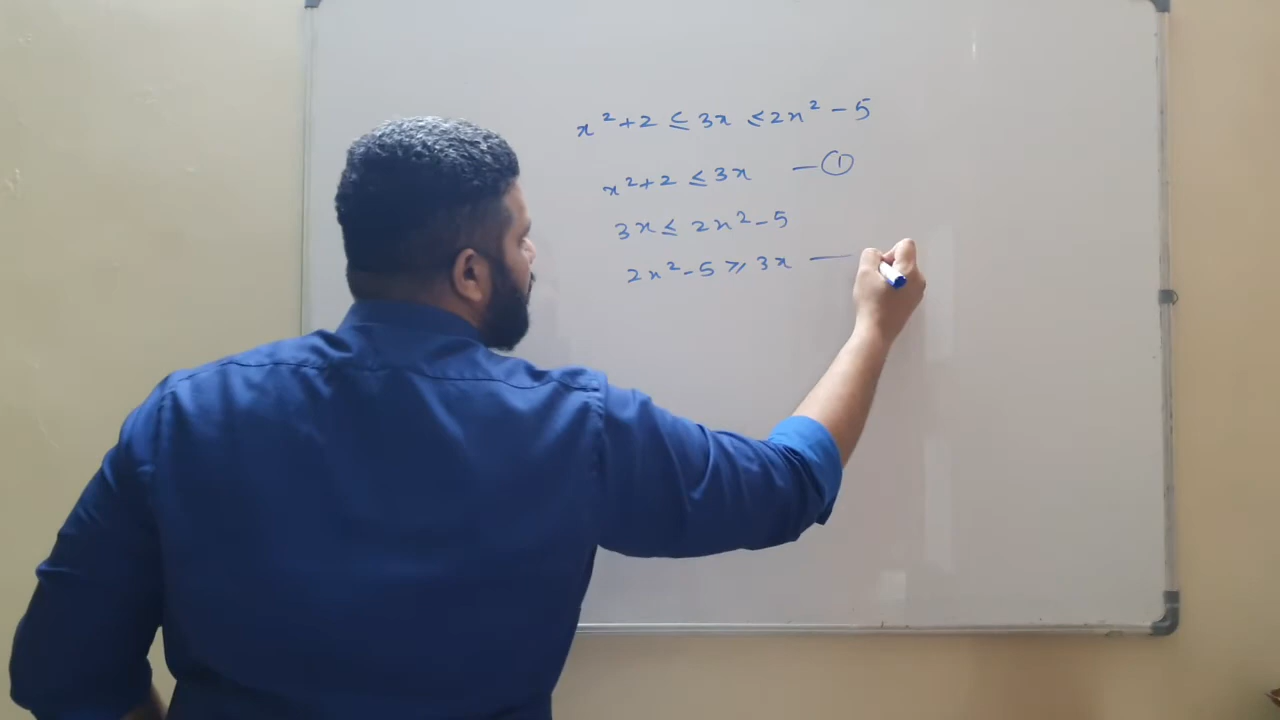 x² + 2 ≤ 3x ≤ 2x² - 5
x² + 2 ≤ 3x — ①
3x ≤ 2x² - 5
2x² - 5 ≥ 3x —